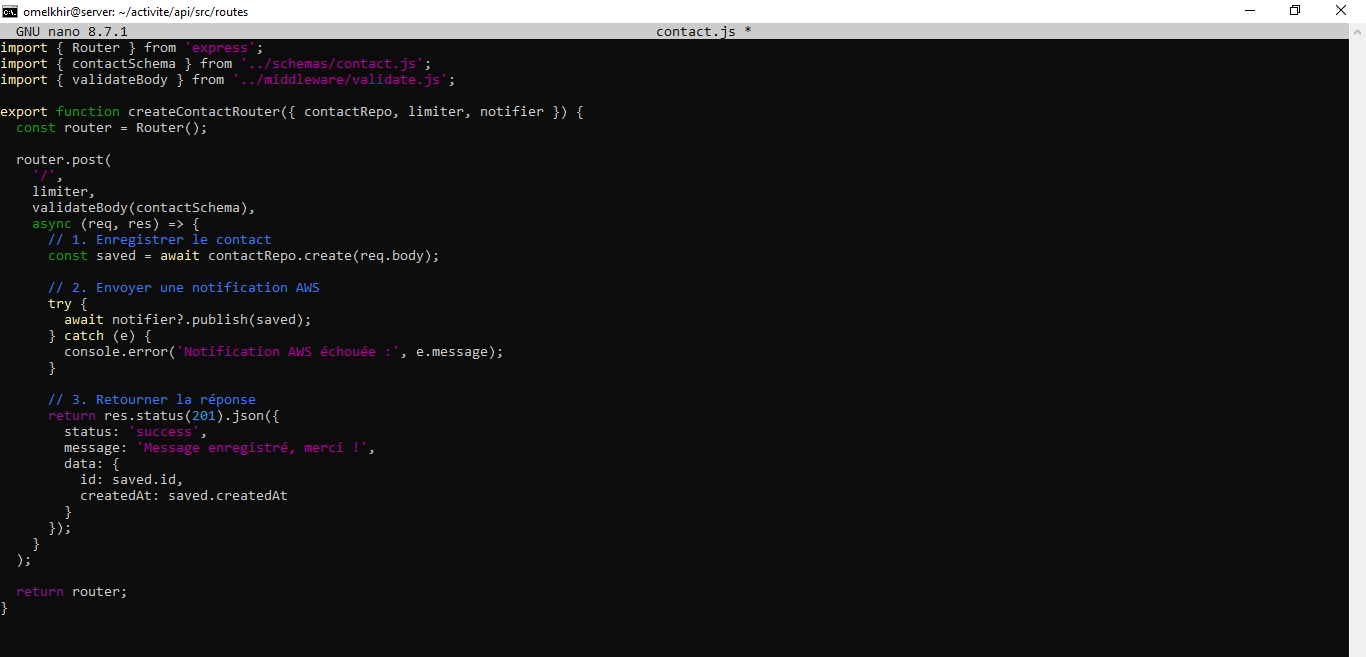 omelkhir@server: ~/activite/api/src/routes
GNU nano 8.7.1 contact.js *
import { Router } from 'express';
import { contactSchema } from '../schemas/contact.js';
import { validateBody } from '../middleware/validate.js';

export function createContactRouter({ contactRepo, limiter, notifier }) {
  const router = Router();

  router.post(
    '/',
    limiter,
    validateBody(contactSchema),
    async (req, res) => {
      // 1. Enregistrer le contact
      const saved = await contactRepo.create(req.body);

      // 2. Envoyer une notification AWS
      try {
        await notifier?.publish(saved);
      } catch (e) {
        console.error('Notification AWS échouée :', e.message);
      }

      // 3. Retourner la réponse
      return res.status(201).json({
        status: 'success',
        message: 'Message enregistré, merci !',
        data: {
          id: saved.id,
          createdAt: saved.createdAt
        }
      });
    }
  );

  return router;
}